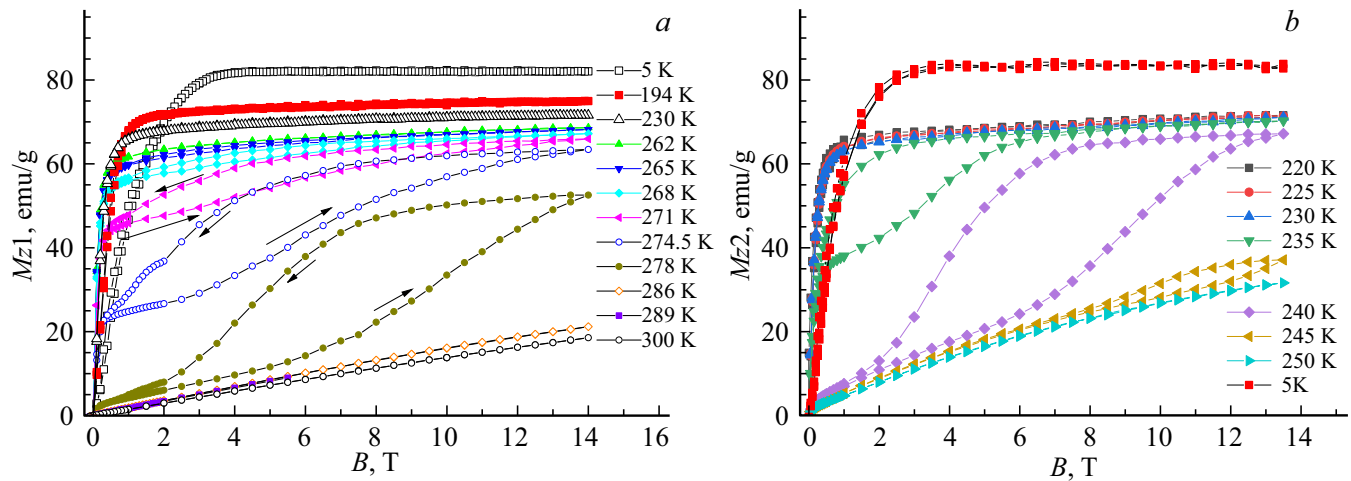 a
Mz1, emu/g
80
60
40
20
0
0 2 4 6 8 10 12 14 16
B, T
5 K
194 K
230 K
262 K
265 K
268 K
271 K
274.5 K
278 K
286 K
289 K
300 K
b
Mz2, emu/g
80
60
40
20
0
0 2 4 6 8 10 12 14
B, T
220 K
225 K
230 K
235 K
240 K
245 K
250 K
5K